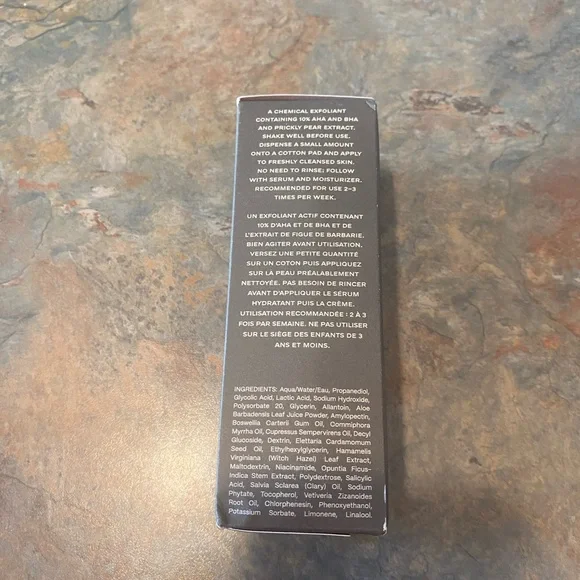 A CHEMICAL EXFOLIANT
CONTAINING 10% AHA AND BHA
AND PRICKLY PEAR EXTRACT.
SHAKE WELL BEFORE USE.
DISPENSE A SMALL AMOUNT
ONTO A COTTON PAD AND APPLY
TO FRESHLY CLEANSED SKIN.
NO NEED TO RINSE; FOLLOW
WITH SERUM AND MOISTURIZER.
RECOMMENDED FOR USE 2–3
TIMES PER WEEK.
UN EXFOLIANT ACTIF CONTENANT
10% D'AHA ET DE BHA ET DE
L'EXTRAIT DE FIGUE DE BARBARIE.
BIEN AGITER AVANT UTILISATION.
VERSEZ UNE PETITE QUANTITÉ
SUR UN COTON PUIS APPLIQUEZ
SUR LA PEAU PRÉALABLEMENT
NETTOYÉE. PAS BESOIN DE RINCER
AVANT D'APPLIQUER LE SÉRUM
HYDRATANT PUIS LA CRÈME.
UTILISATION RECOMMANDÉE : 2 À 3
FOIS PAR SEMAINE. NE PAS UTILISER
SUR LE SIÈGE DES ENFANTS DE 3
ANS ET MOINS.
INGREDIENTS: Aqua/Water/Eau, Propanediol,
Glycolic Acid, Lactic Acid, Sodium Hydroxide,
Polysorbate 20, Glycerin, Allantoin, Aloe
Barbadensis Leaf Juice Powder, Amylopectin,
Boswellia Carterii Gum Oil, Commiphora
Myrrha Oil, Cupressus Sempervirens Oil, Decyl
Glucoside, Dextrin, Elettaria Cardamomum
Seed Oil, Ethylhexylglycerin, Hamamelis
Virginiana (Witch Hazel) Leaf Extract,
Maltodextrin, Niacinamide, Opuntia Ficus-
Indica Stem Extract, Polydextrose, Salicylic
Acid, Salvia Sclarea (Clary) Oil, Sodium
Phytate, Tocopherol, Vetiveria Zizanoides
Root Oil, Chlorphenesin, Phenoxyethanol,
Potassium Sorbate, Limonene, Linalool.